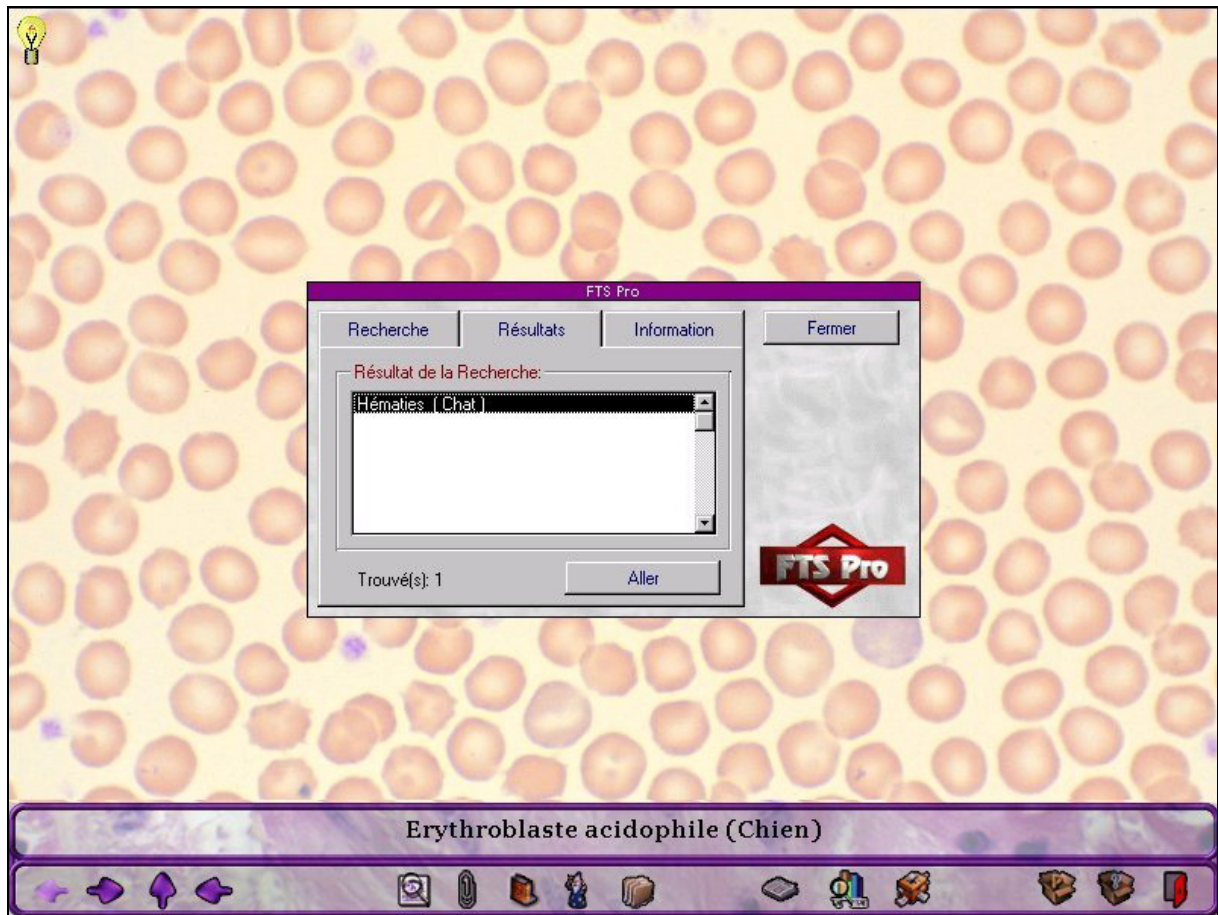 FTS Pro
Recherche Résultats Information Fermer
Résultat de la Recherche:
Hématies ( Chat )
Trouvé(s): 1 Aller
FTS Pro
Erythroblaste acidophile (Chien)